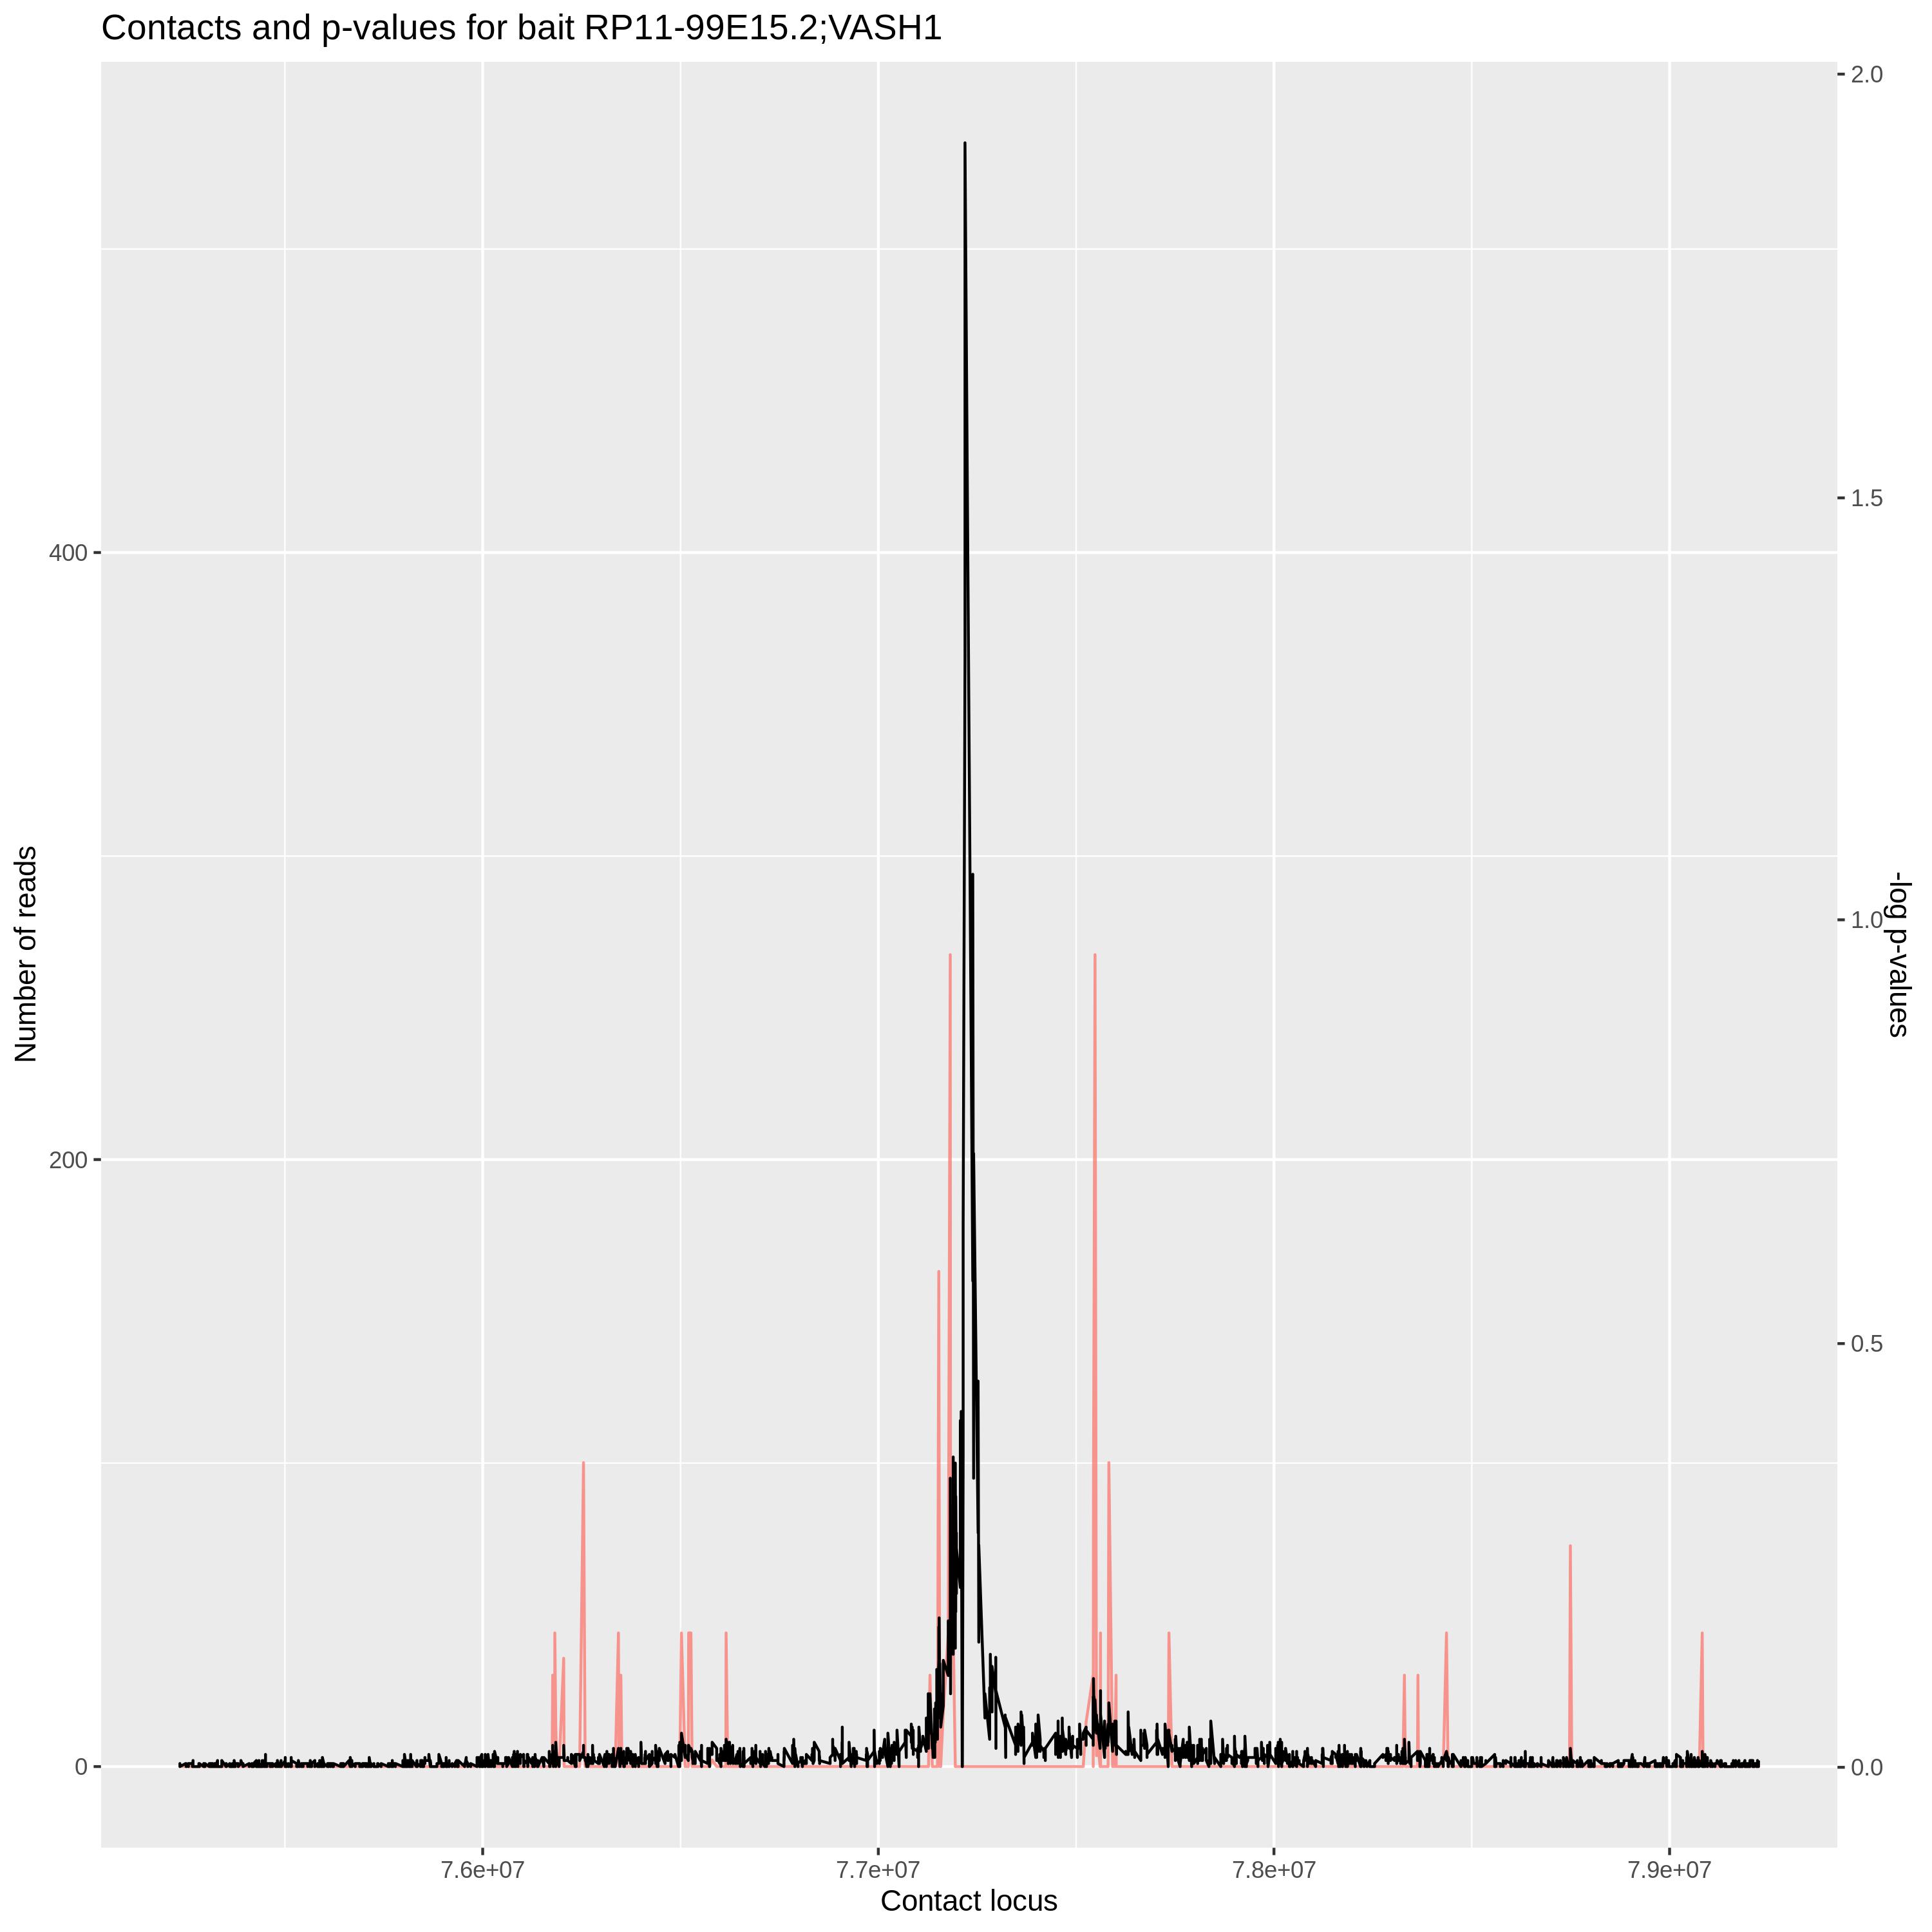 Contacts and p-values for bait RP11-99E15.2;VASH1
Number of reads
400
200
0
2.0
1.5
1.0
0.5
0.0
-log p-values
7.6e+07 7.7e+07 7.8e+07 7.9e+07
Contact locus